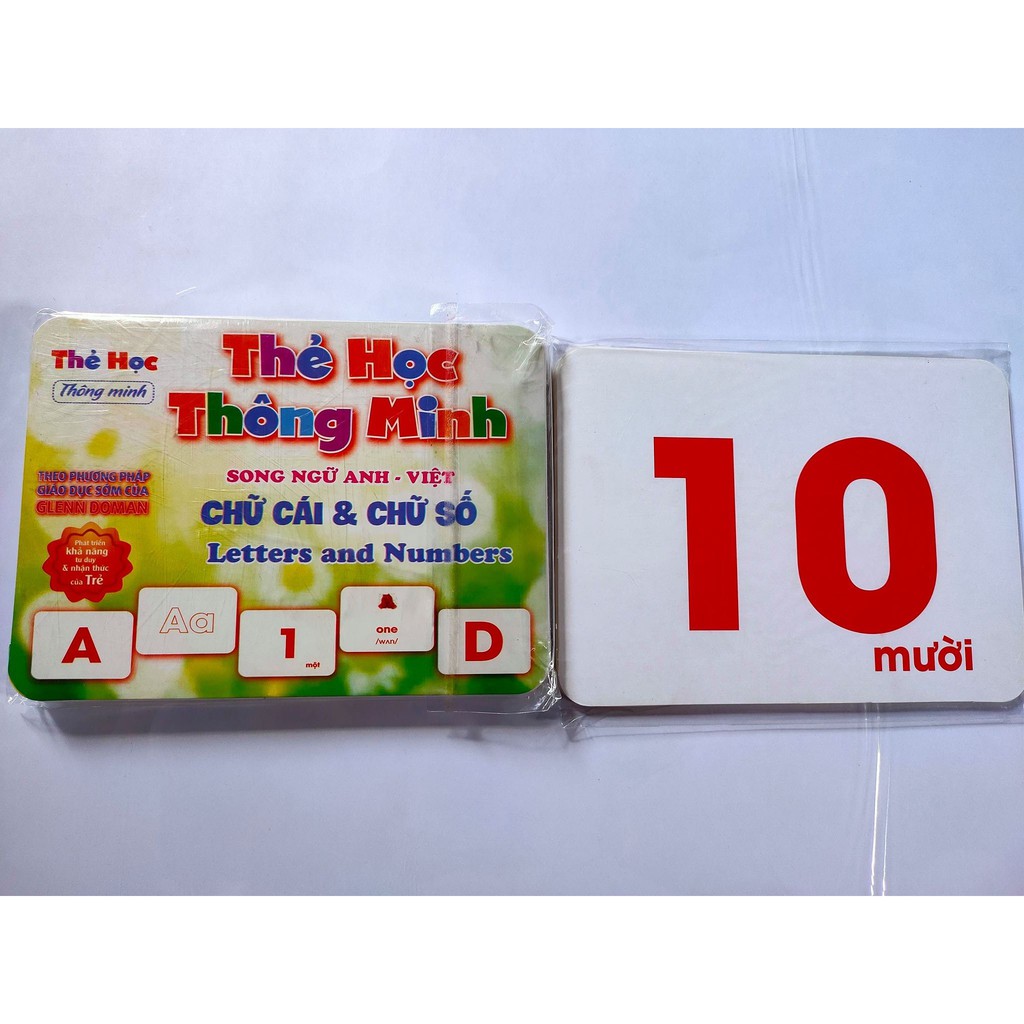 Thẻ Học
Thông minh
Thẻ Học
Thông Minh
THEO PHƯƠNG PHÁP
GIÁO DỤC SỚM CỦA
GLENN DOMAN
SONG NGỮ ANH - VIỆT
CHỮ CÁI & CHỮ SỐ
Letters and Numbers
Phát triển
khả năng
tư duy
& nhận thức
của Trẻ
A
Aa
1
một
one
/wʌn/
D
10
mười